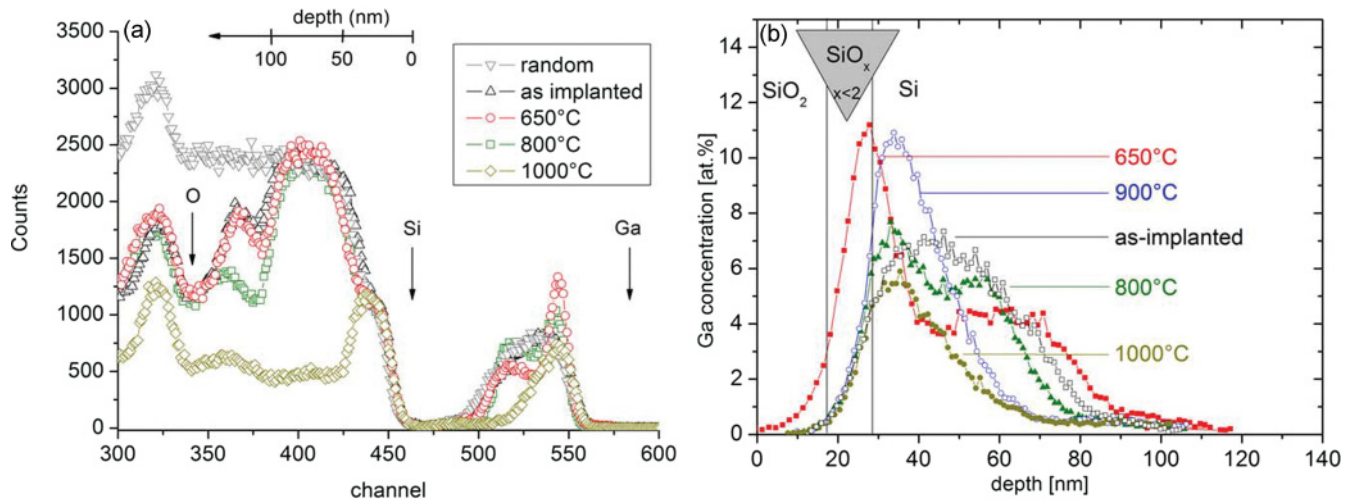 (a)
depth (nm)
100 50 0
3500
3000
2500
2000
1500
1000
500
0
Counts
random
as implanted
650°C
800°C
1000°C
O
Si
Ga
300 350 400 450 500 550 600
channel
(b)
14
12
10
8
6
4
2
0
Ga concentration [at.%]
SiO2
SiOx
x<2
Si
650°C
900°C
as-implanted
800°C
1000°C
0 20 40 60 80 100 120 140
depth [nm]